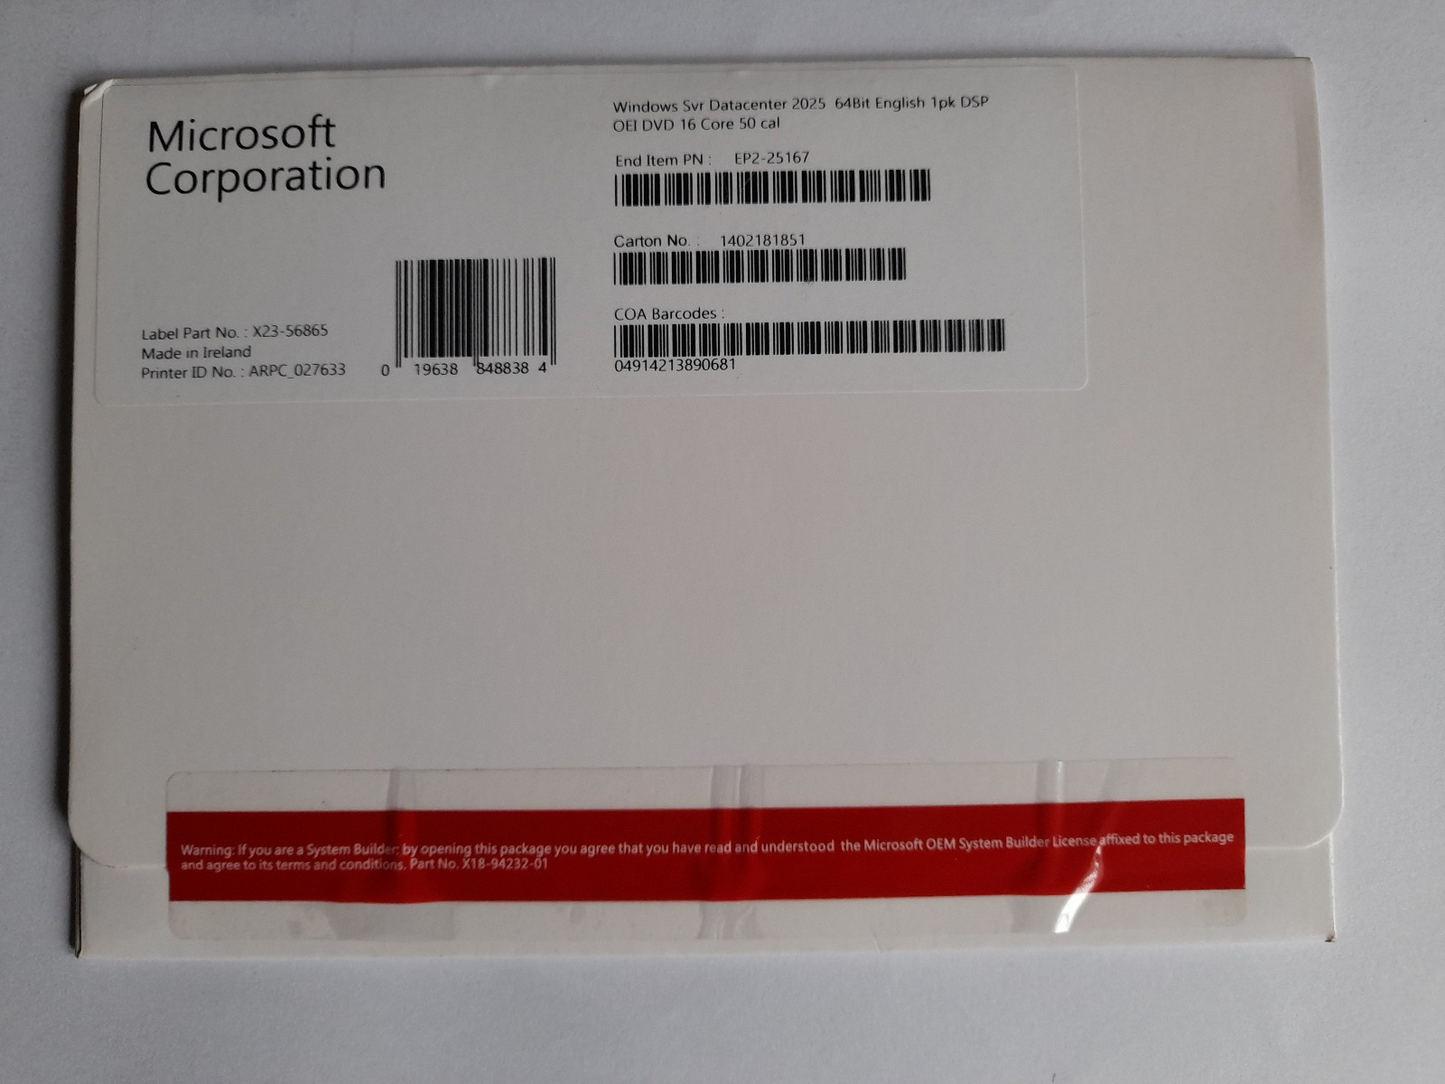 Microsoft
Corporation
Label Part No. : X23-56865
Made in Ireland
Printer ID No. : ARPC_027633
0 19638 848838 4
Windows Svr Datacenter 2025 64Bit English 1pk DSP
OEI DVD 16 Core 50 cal
End Item PN : EP2-25167
Carton No. : 1402181851
COA Barcodes :
04914213890681
Warning: If you are a System Builder; by opening this package you agree that you have read and understood the Microsoft OEM System Builder License affixed to this package
and agree to its terms and conditions. Part No. X18-94232-01